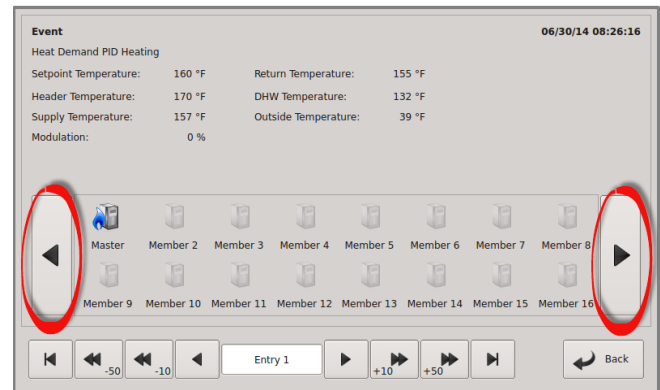 Event 06/30/14 08:26:16
Heat Demand PID Heating
Setpoint Temperature: 160 °F Return Temperature: 155 °F
Header Temperature: 170 °F DHW Temperature: 132 °F
Supply Temperature: 157 °F Outside Temperature: 39 °F
Modulation: 0 %
Master Member 2 Member 3 Member 4 Member 5 Member 6 Member 7 Member 8
Member 9 Member 10 Member 11 Member 12 Member 13 Member 14 Member 15 Member 16
-50 -10 Entry 1 +10 +50 Back